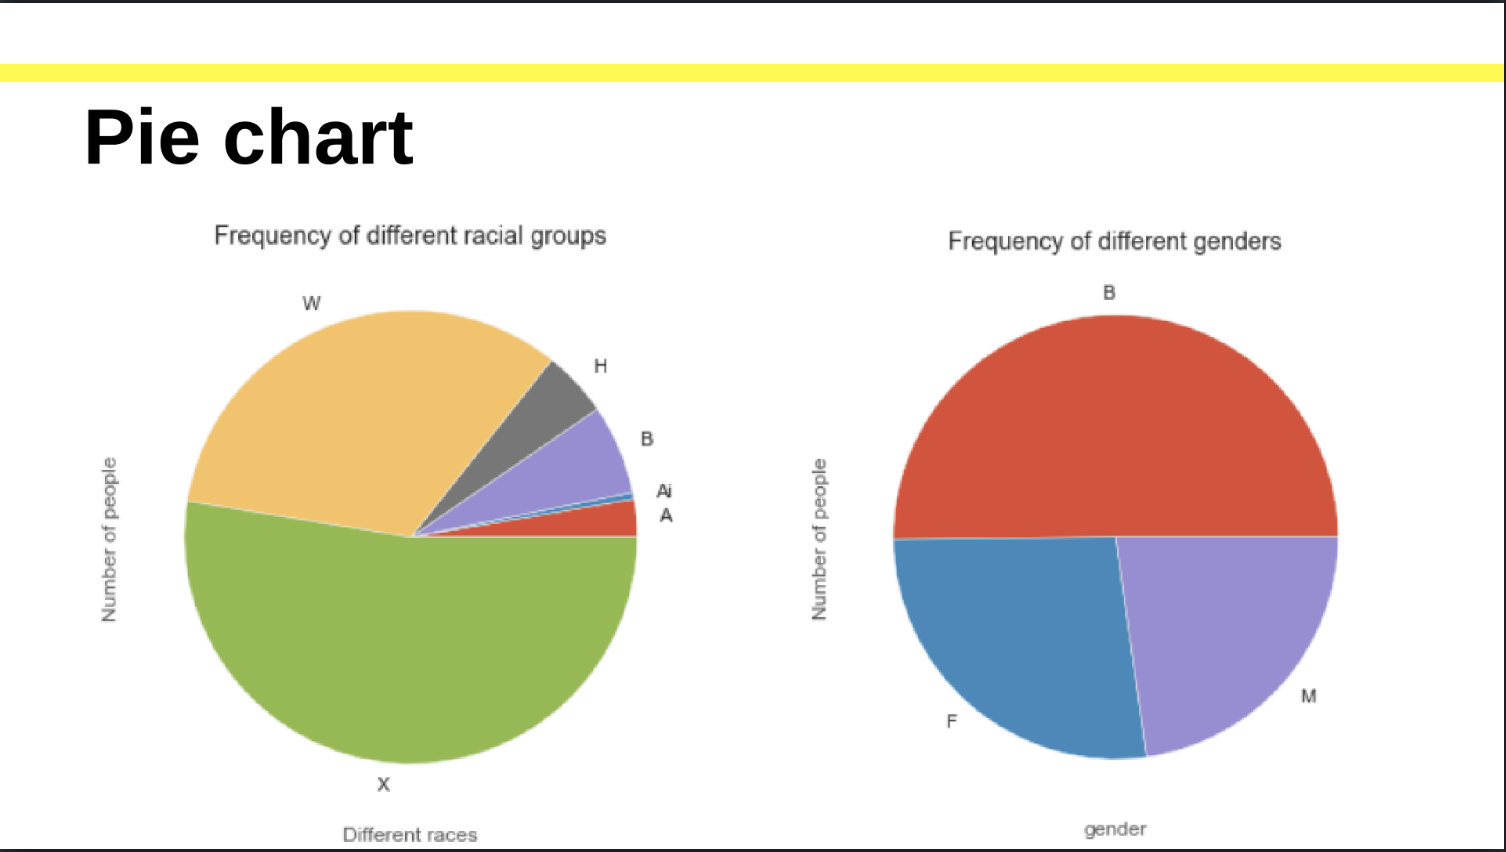 Pie chart
Frequency of different racial groups
W
H
B
Ai
A
X
Number of people
Different races
Frequency of different genders
B
F
M
Number of people
gender